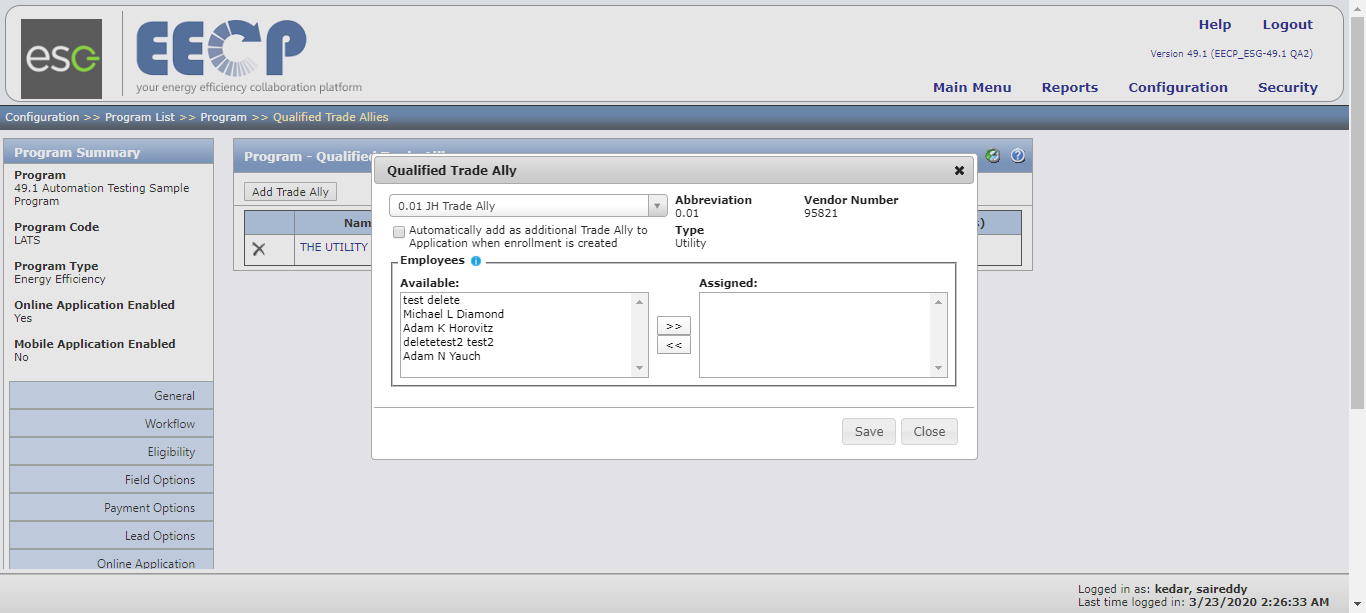 esg
EECP
your energy efficiency collaboration platform
Help Logout
Version 49.1 (EECP_ESG-49.1 QA2)
Main Menu Reports Configuration Security
Configuration >> Program List >> Program >> Qualified Trade Allies
Program Summary
Program
49.1 Automation Testing Sample
Program
Program Code
LATS
Program Type
Energy Efficiency
Online Application Enabled
Yes
Mobile Application Enabled
No
General
Workflow
Eligibility
Field Options
Payment Options
Lead Options
Online Application
Program - Qualified
Add Trade Ally
THE UTILITY
Qualified Trade Ally
0.01 JH Trade Ally
Abbreviation
0.01
Vendor Number
95821
Automatically add as additional Trade Ally to
Application when enrollment is created
Type
Utility
Employees
Available:
test delete
Michael L Diamond
Adam K Horovitz
deletetest2 test2
Adam N Yauch
>>
<<
Assigned:
Save Close
Logged in as: kedar, saireddy
Last time logged in: 3/23/2020 2:26:33 AM